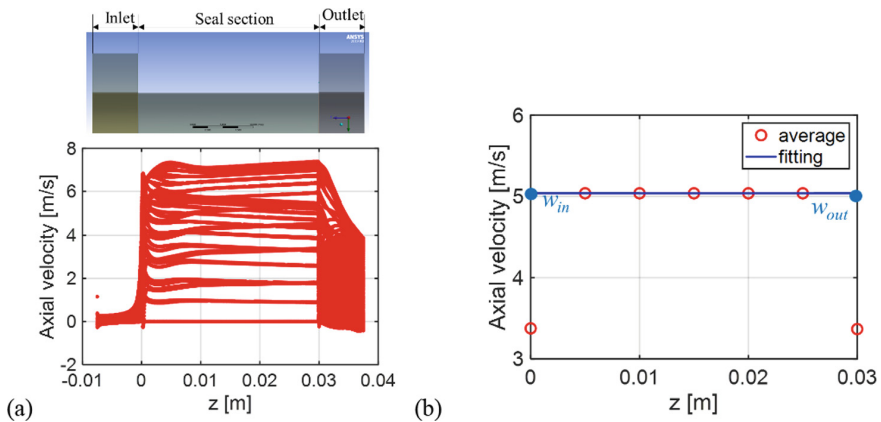 Inlet Seal section Outlet
ANSYS
8
6
4
2
0
-2
-0.01 0 0.01 0.02 0.03 0.04
Axial velocity [m/s]
z [m]
(a)
6
5
4
3
0 0.01 0.02 0.03
Axial velocity [m/s]
average
fitting
w_in
w_out
z [m]
(b)